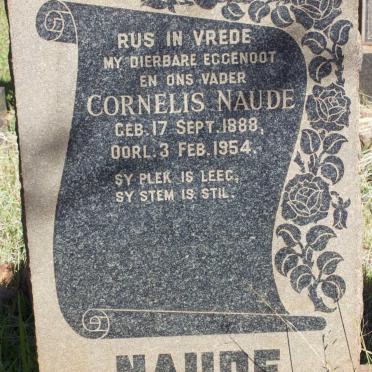 RUS IN VREDE
MY DIERBARE EGGENOOT
EN ONS VADER
CORNELIS NAUDE
GEB. 17 SEPT. 1888,
OORL. 3 FEB. 1954.
SY PLEK IS LEEG,
SY STEM IS STIL.
NAUDE